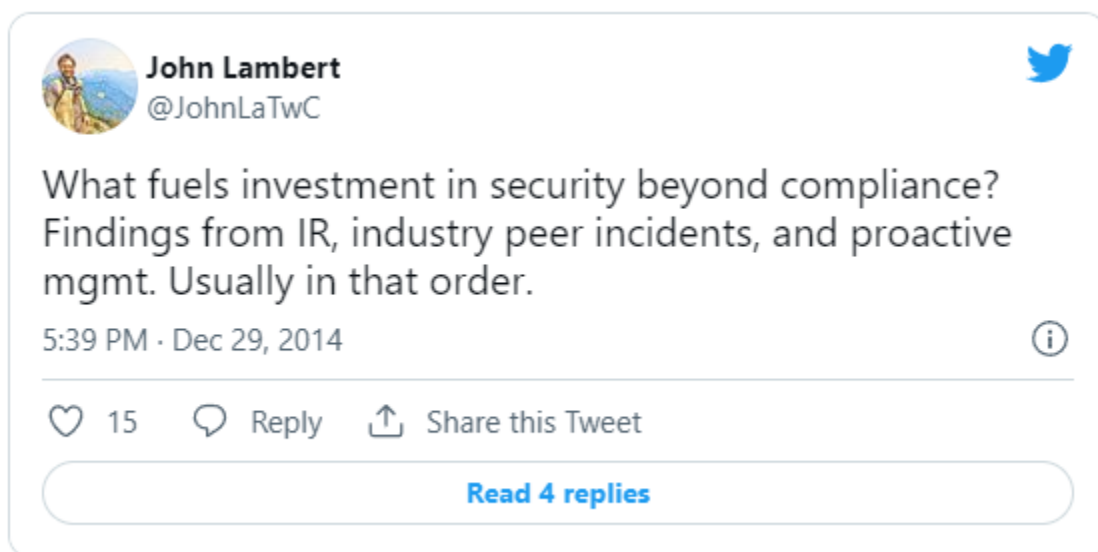 John Lambert
@JohnLaTwC
What fuels investment in security beyond compliance?
Findings from IR, industry peer incidents, and proactive
mgmt. Usually in that order.
5:39 PM · Dec 29, 2014
15 Reply Share this Tweet
Read 4 replies